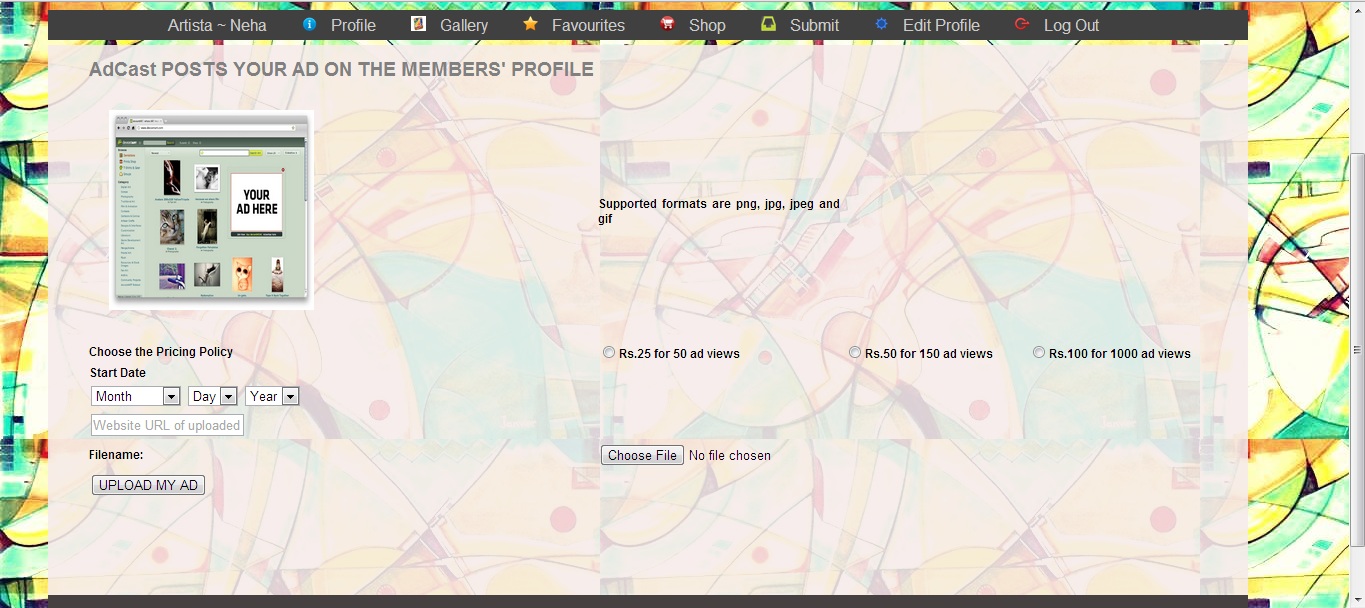 Artista ~ Neha Profile Gallery Favourites Shop Submit Edit Profile Log Out
AdCast POSTS YOUR AD ON THE MEMBERS' PROFILE
YOUR
AD HERE
Supported formats are png, jpg, jpeg and
gif
Choose the Pricing Policy
Rs.25 for 50 ad views Rs.50 for 150 ad views Rs.100 for 1000 ad views
Start Date
Month Day Year
Website URL of uploaded
Filename:
Choose File No file chosen
UPLOAD MY AD